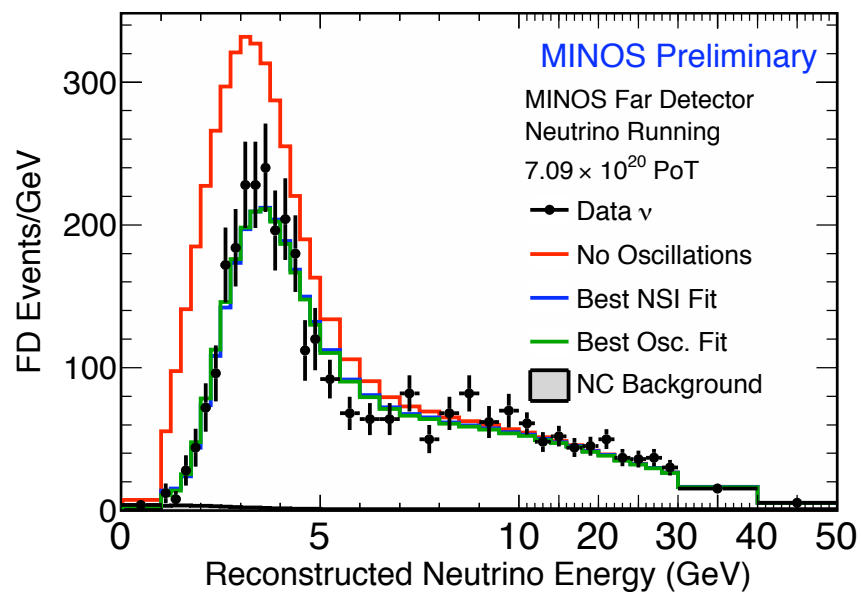 MINOS Preliminary
MINOS Far Detector
Neutrino Running
7.09 × 10²⁰ PoT
Data ν
No Oscillations
Best NSI Fit
Best Osc. Fit
NC Background
FD Events/GeV
300
200
100
0
0 5 10 20 30 40 50
Reconstructed Neutrino Energy (GeV)